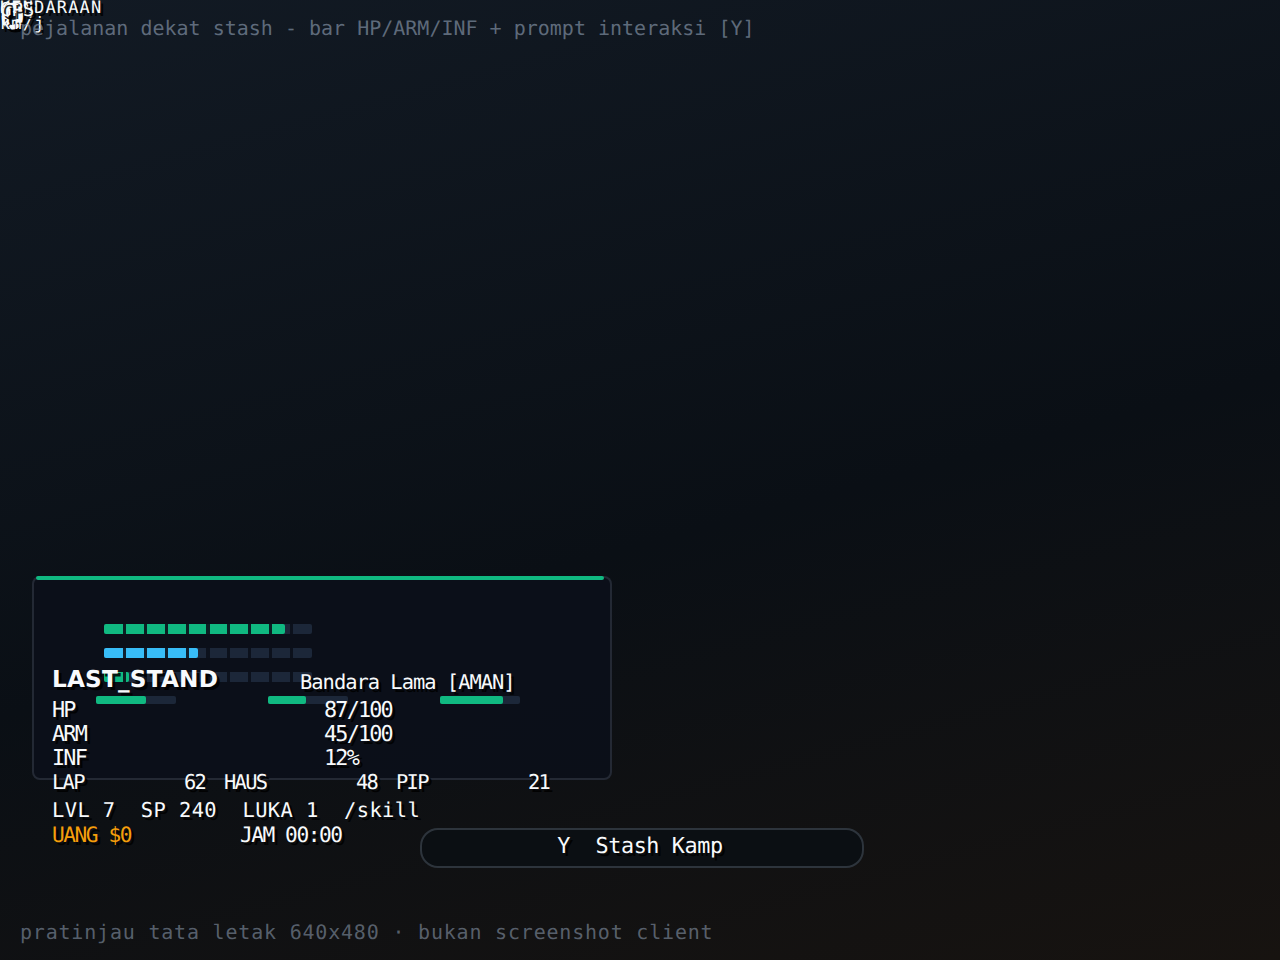 pejalanan dekat stash - bar HP/ARM/INF + prompt interaksi [Y]
LAST_STAND Bandara Lama [AMAN]
HP 87/100
ARM 45/100
INF 12%
LAP 62 HAUS 48 PIP 21
LVL 7 SP 240 LUKA 1 /skill
UANG $0 JAM 00:00
Y Stash Kamp
pratinjau tata letak 640x480 · bukan screenshot client